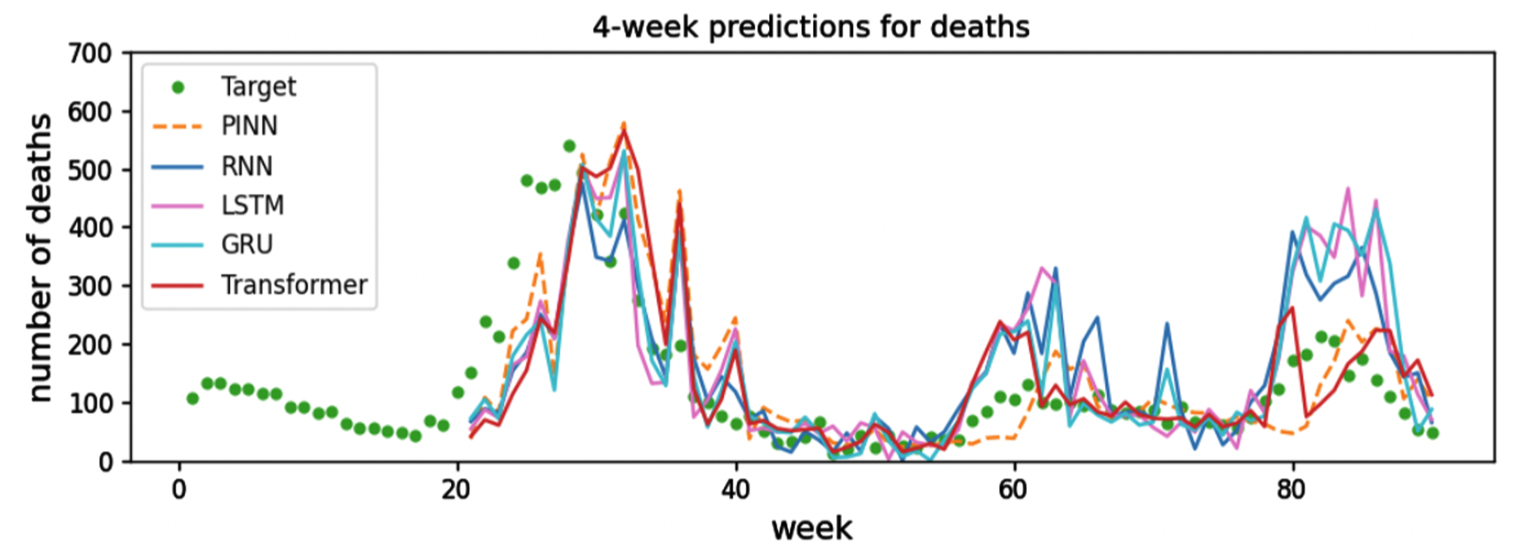 4-week predictions for deaths
number of deaths
700
600
500
400
300
200
100
0
Target
PINN
RNN
LSTM
GRU
Transformer
0 20 40 60 80
week